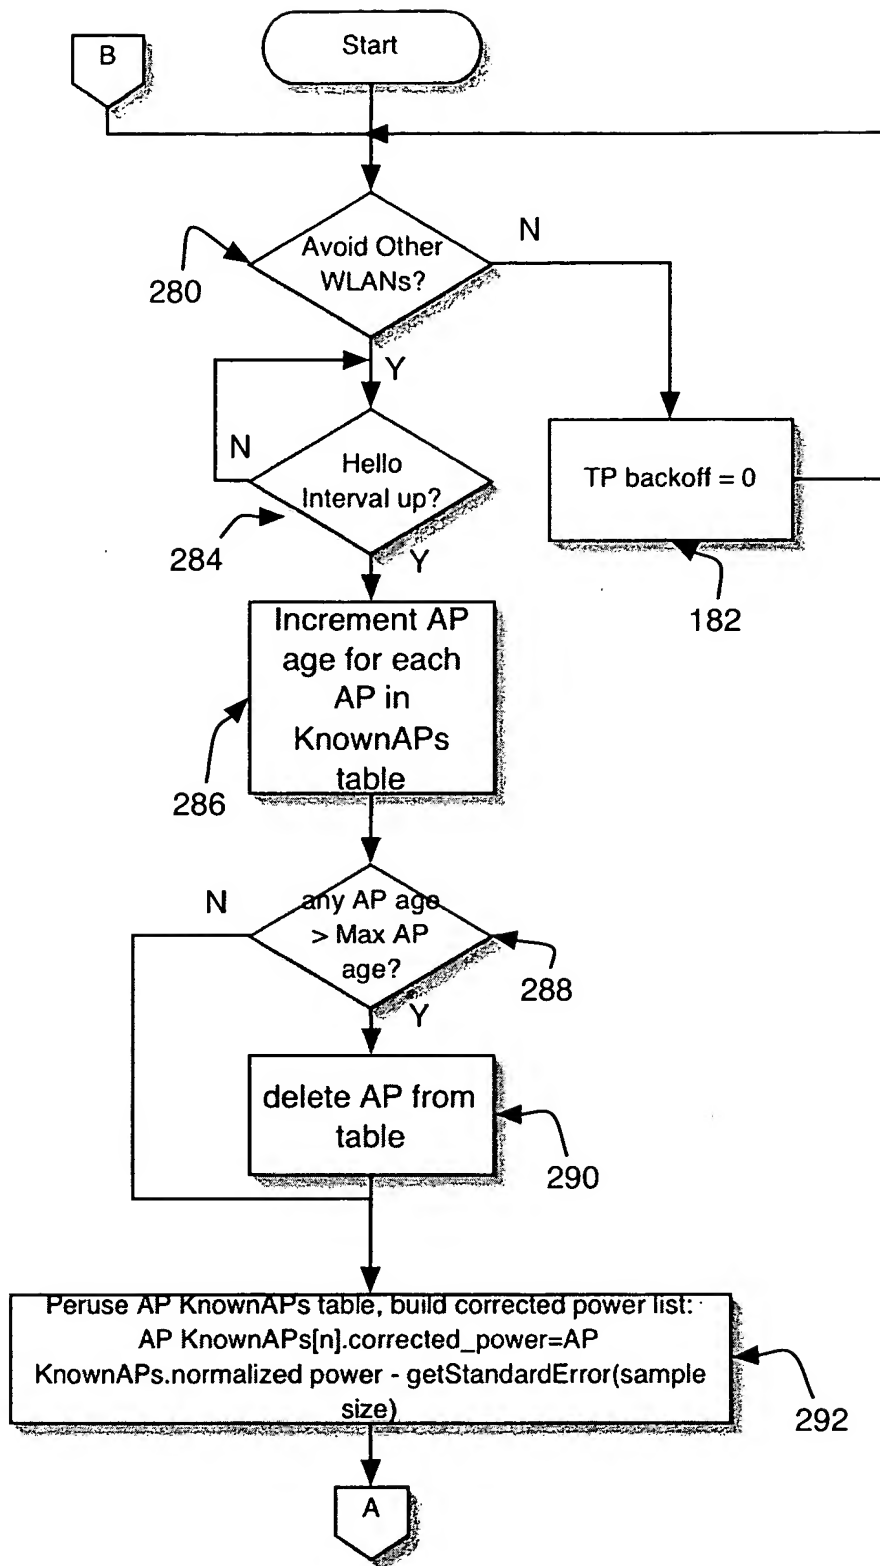 B
Start
Avoid Other
WLANs?
N
280
Y
N
Hello
Interval up?
TP backoff = 0
284
Y
182
Increment AP
age for each
AP in
KnownAPs
table
286
N
any AP age
> Max AP
age?
288
Y
delete AP from
table
290
Peruse AP KnownAPs table, build corrected power list:
AP KnownAPs[n].corrected_power=AP
KnownAPs.normalized power - getStandardError(sample
size)
292
A